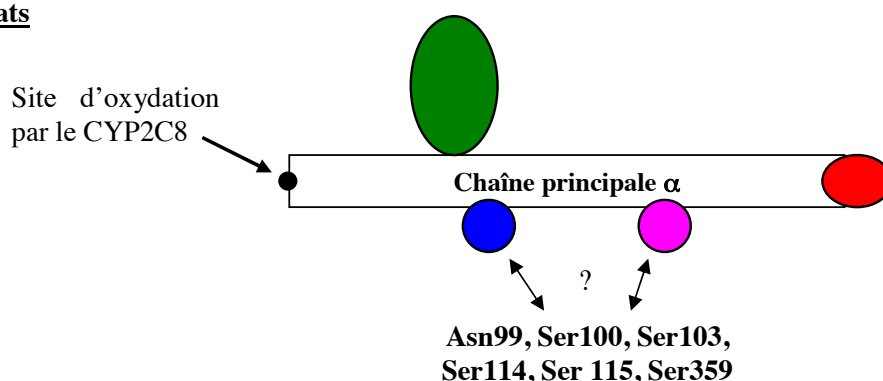 ats
Site d'oxydation
par le CYP2C8
Chaîne principale α
?
Asn99, Ser100, Ser103,
Ser114, Ser 115, Ser359